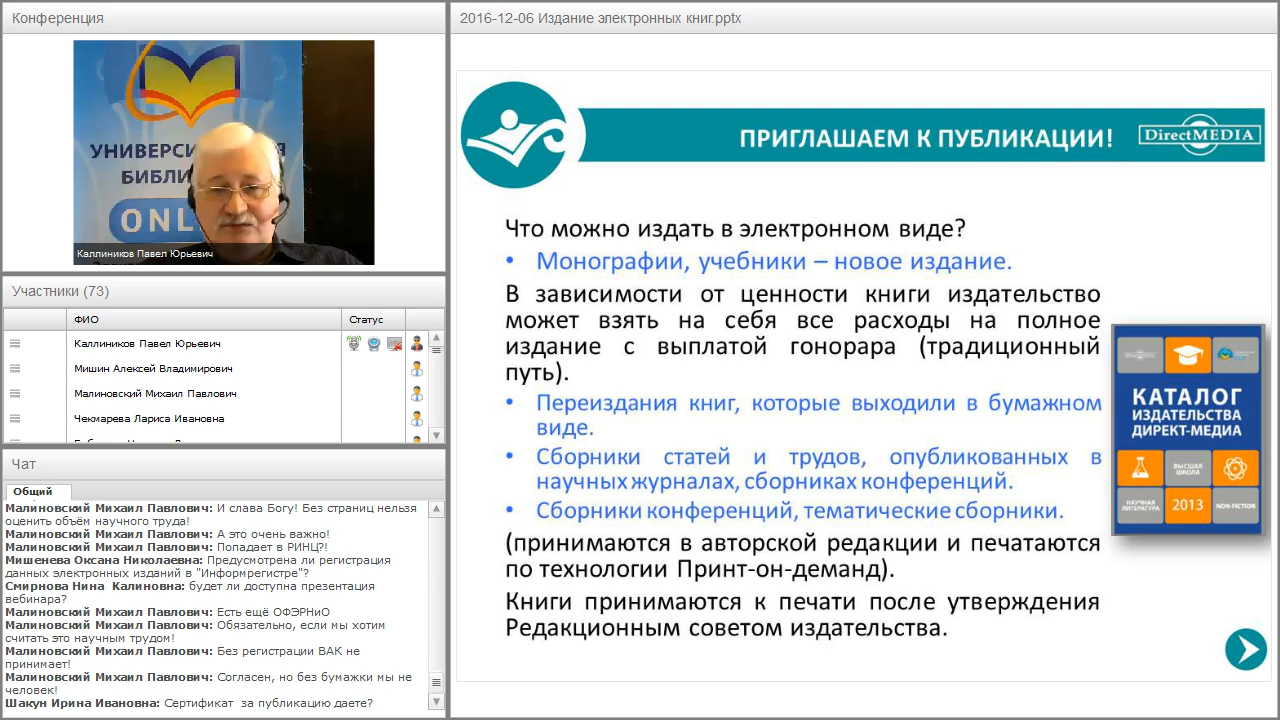 Конференция
УНИВЕРСИ
БИБЛИ
ONL
Каллиников Павел Юрьевич
Участники (73)
ФИО
Статус
Каллиников Павел Юрьевич
Мишин Алексей Владимирович
Малиновский Михаил Павлович
Чекмарева Лариса Ивановна
Чат
Общий
Малиновский Михаил Павлович: И слава Богу! Без страниц нельзя
оценить объём научного труда!
Малиновский Михаил Павлович: А это очень важно!
Малиновский Михаил Павлович: Попадает в РИНЦ?!
Мишенева Оксана Николаевна: Предусмотрена ли регистрация
данных электронных изданий в "Информрегистре"?
Смирнова Нина Калиновна: будет ли доступна презентация
вебинара?
Малиновский Михаил Павлович: Есть ещё ОФЭРНиО
Малиновский Михаил Павлович: Обязательно, если мы хотим
считать это научным трудом!
Малиновский Михаил Павлович: Без регистрации ВАК не
принимает!
Малиновский Михаил Павлович: Согласен, но без бумажки мы не
человек!
Шакун Ирина Ивановна: Сертификат за публикацию даете?
2016-12-06 Издание электронных книг.pptx
ПРИГЛАШАЕМ К ПУБЛИКАЦИИ!
DirectMEDIA
Что можно издать в электронном виде?
• Монографии, учебники – новое издание.
В зависимости от ценности книги издательство
может взять на себя все расходы на полное
издание с выплатой гонорара (традиционный
путь).
• Переиздания книг, которые выходили в бумажном
виде.
• Сборники статей и трудов, опубликованных в
научных журналах, сборниках конференций.
• Сборники конференций, тематические сборники.
(принимаются в авторской редакции и печатаются
по технологии Принт-он-деманд).
Книги принимаются к печати после утверждения
Редакционным советом издательства.
КАТАЛОГ
ИЗДАТЕЛЬСТВА
ДИРЕКТ-МЕДИА
ВЫСШАЯ
ШКОЛА
НАУЧНАЯ
ЛИТЕРАТУРА
2013
NON-FICTION